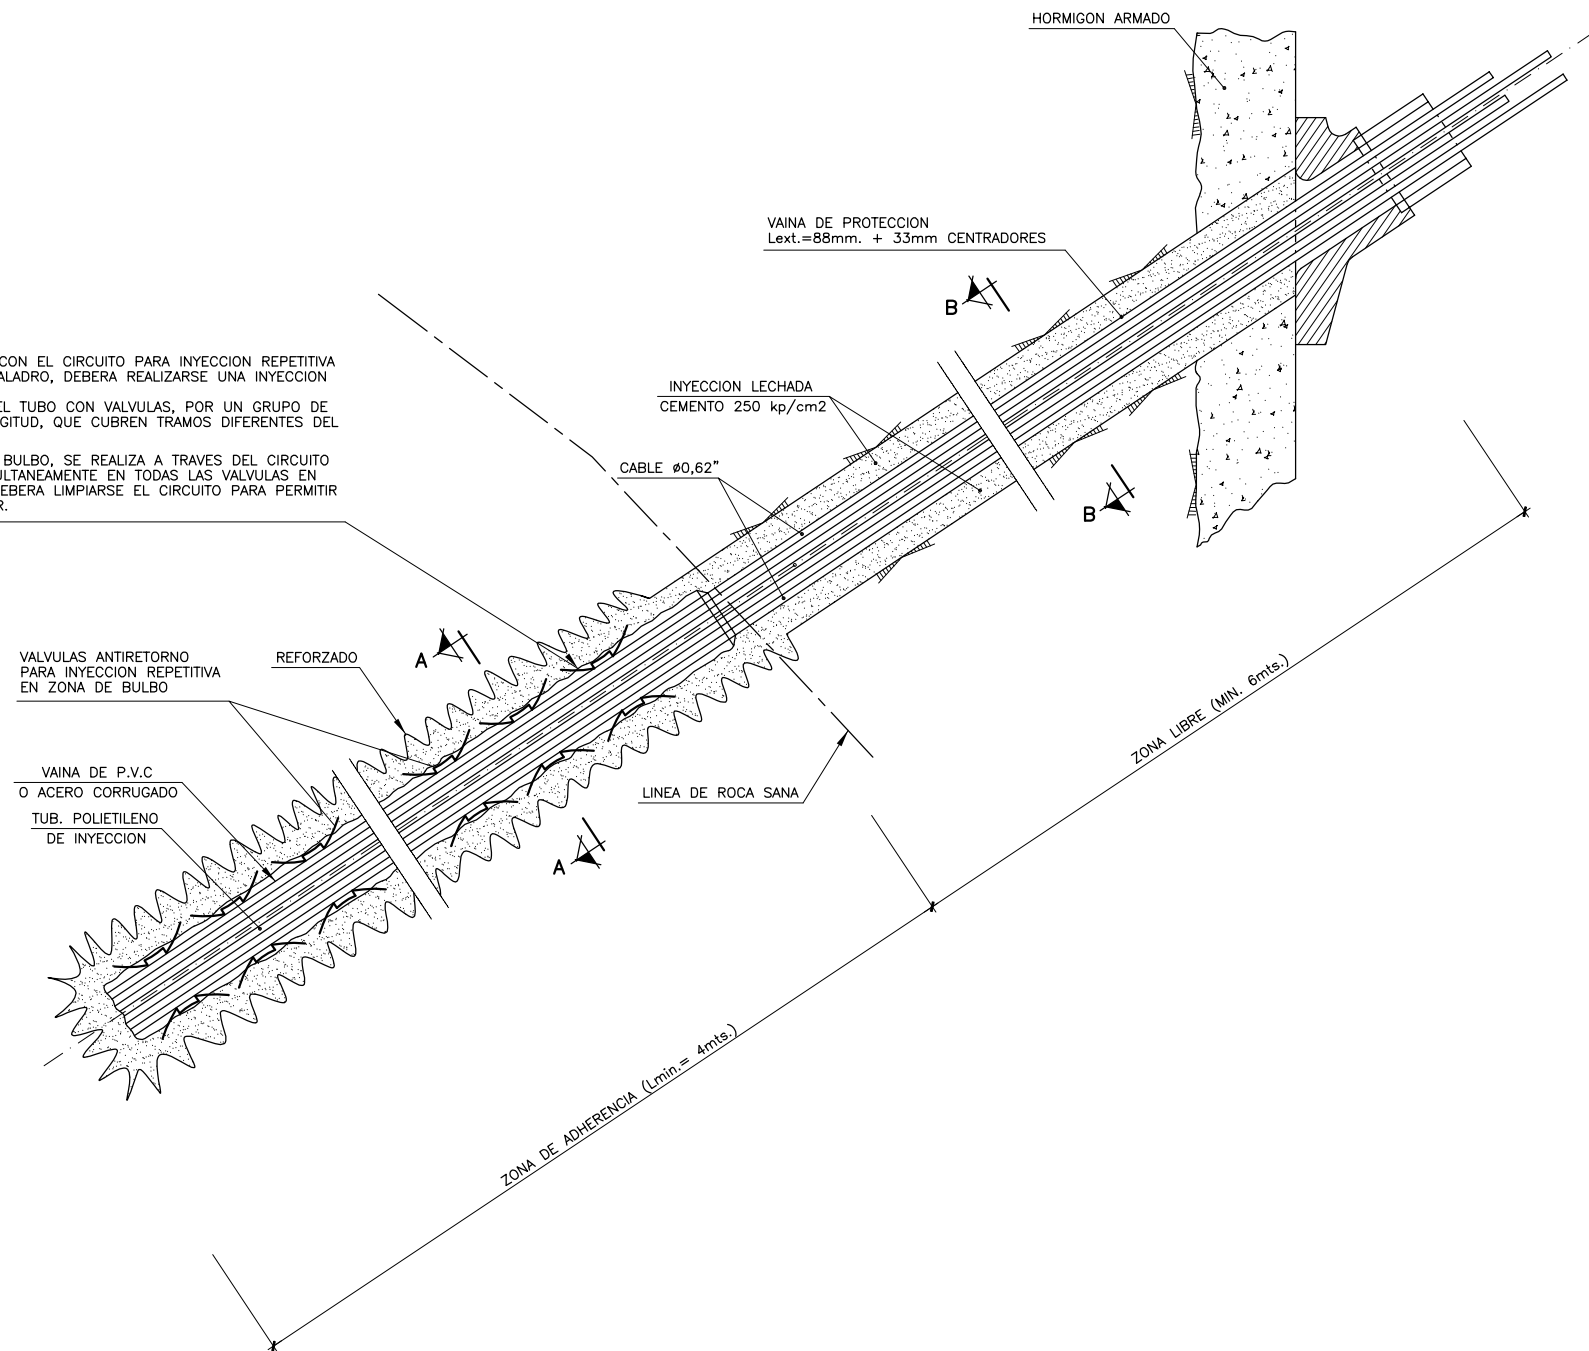 HORMIGON ARMADO
VAINA DE PROTECCION
Lext.=88mm. + 33mm CENTRADORES
B
CON EL CIRCUITO PARA INYECCION REPETITIVA
ALADRO, DEBERA REALIZARSE UNA INYECCION
EL TUBO CON VALVULAS, POR UN GRUPO DE
GITUD, QUE CUBREN TRAMOS DIFERENTES DEL
BULBO, SE REALIZA A TRAVES DEL CIRCUITO
ULTANEAMENTE EN TODAS LAS VALVULAS EN
EBERA LIMPIARSE EL CIRCUITO PARA PERMITIR
R.
INYECCION LECHADA
CEMENTO 250 kp/cm2
CABLE ø0,62"
B
A
VALVULAS ANTIRETORNO
PARA INYECCION REPETITIVA
EN ZONA DE BULBO
REFORZADO
ZONA LIBRE (MIN. 6mts.)
VAINA DE P.V.C
O ACERO CORRUGADO
LINEA DE ROCA SANA
TUB. POLIETILENO
DE INYECCION
A
ZONA DE ADHERENCIA (Lmin.= 4mts.)